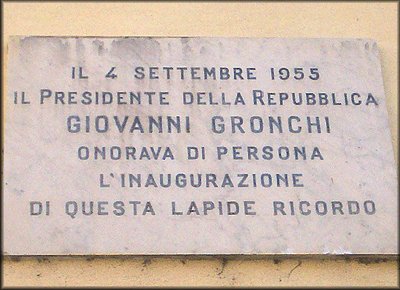 IL 4 SETTEMBRE 1955
IL PRESIDENTE DELLA REPUBBLICA
GIOVANNI GRONCHI
ONORAVA DI PERSONA
L'INAUGURAZIONE
DI QUESTA LAPIDE RICORDO